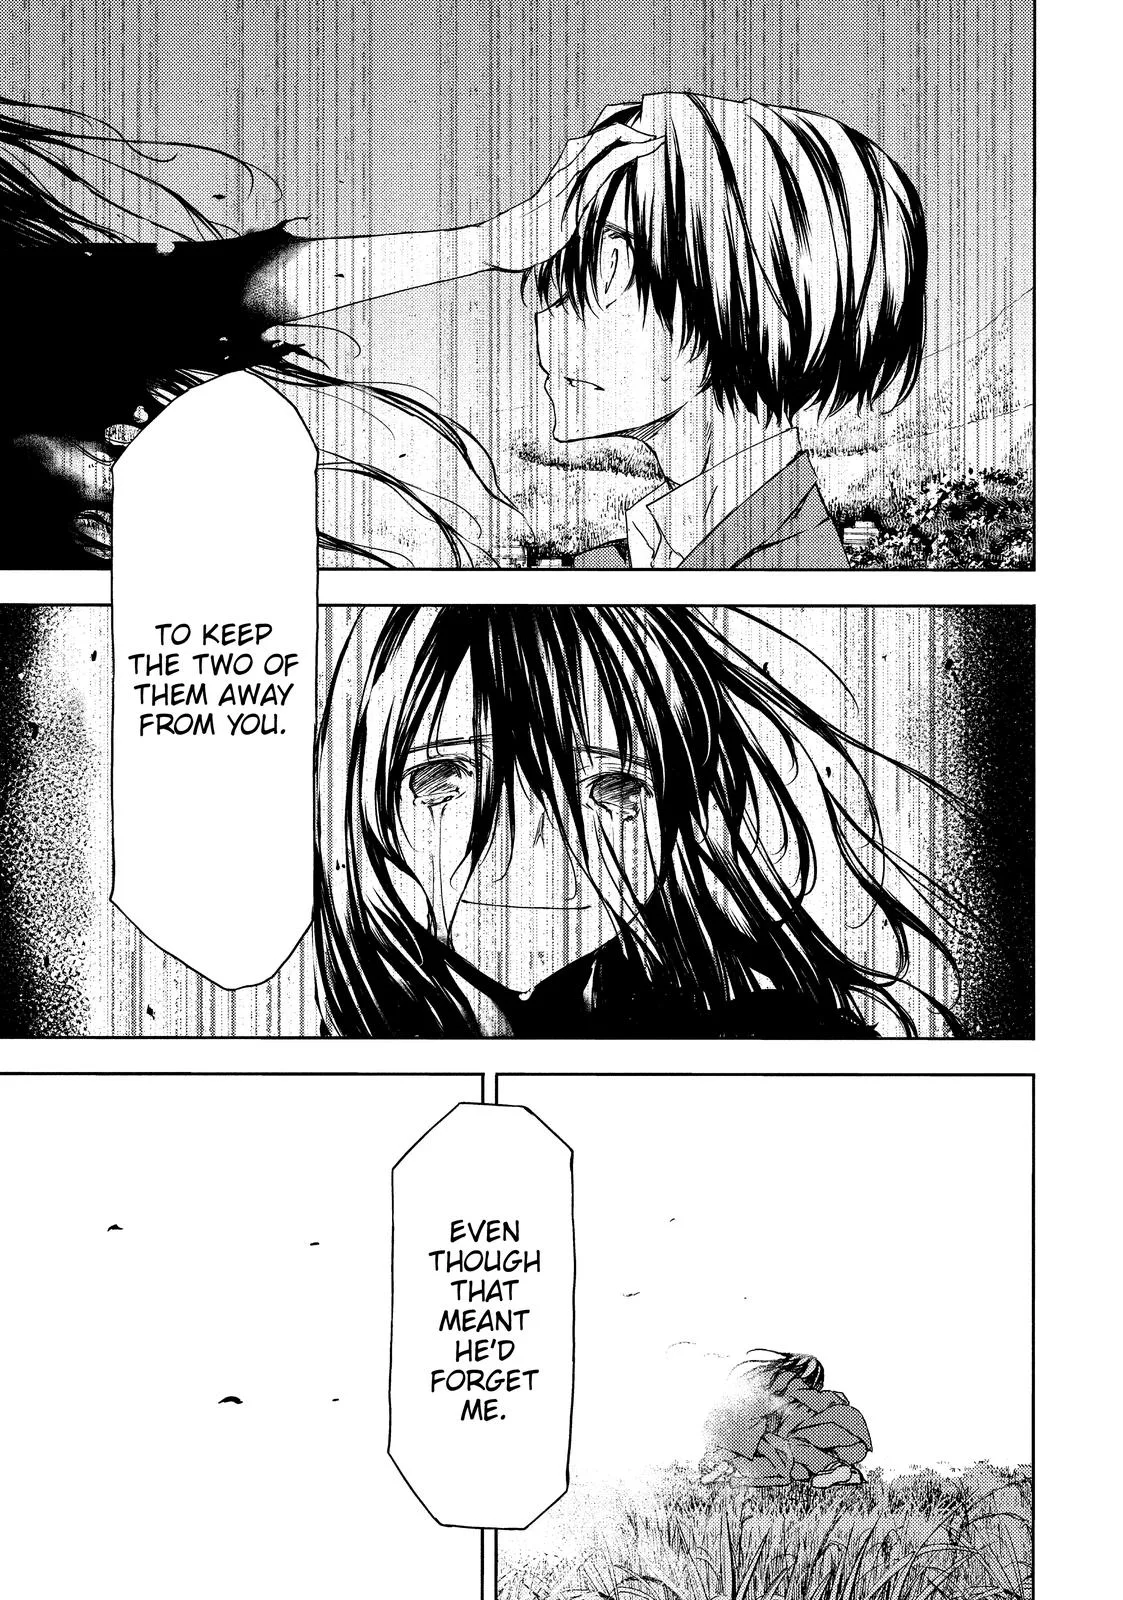 TO KEEP
THE TWO OF
THEM AWAY
FROM YOU.
EVEN
THOUGH
THAT
MEANT
HE'D
FORGET
ME.